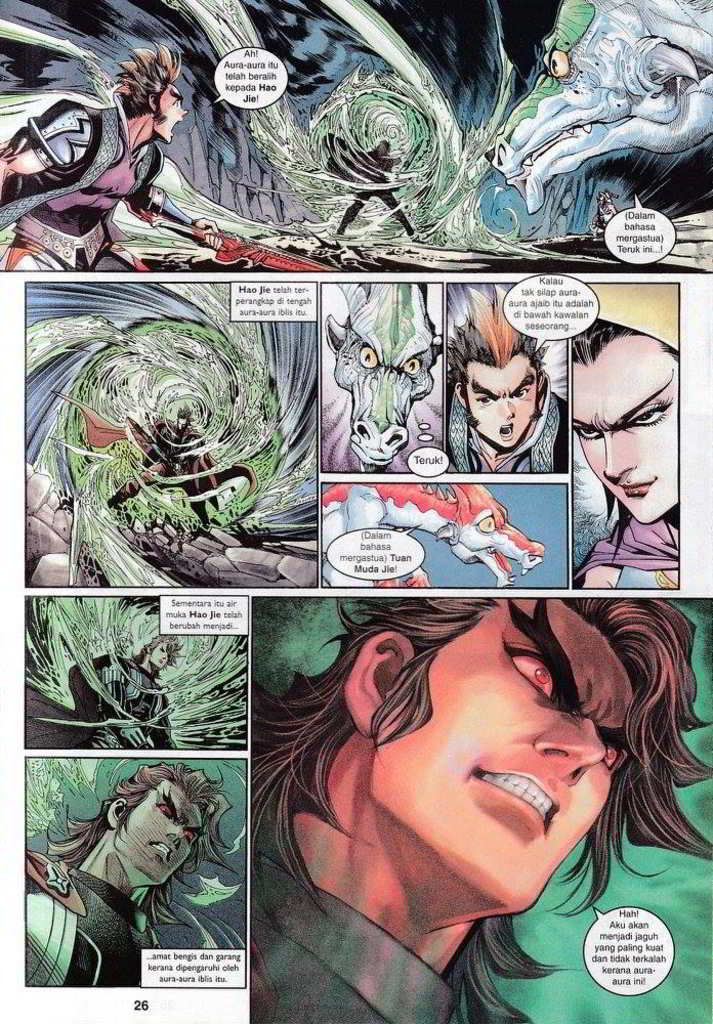 Ah!
Aura-aura itu
telah beralih
kepada Hao
Jie!
(Dalam
bahasa
mergastua)
Teruk ini...!
Hao Jie telah ter-
perangkap di tengah
aura-aura iblis itu.
Teruk!
Kalau
tak silap aura-
aura ajaib itu adalah
di bawah kawalan
seseorang...
(Dalam
bahasa
mergastua) Tuan
Muda Jie!
Sementara itu air
muka Hao Jie telah
berubah menjadi...
...amat bengis dan garang
kerana dipengaruhi oleh
aura-aura iblis itu.
Hah!
Aku akan
menjadi jaguh
yang paling kuat
dan tidak terkalah
kerana aura-
aura ini!
26